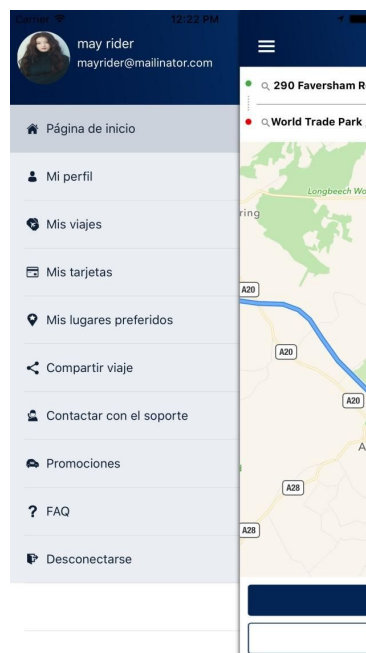 Carrier 12:22 PM
may rider
mayrider@mailinator.com
290 Faversham R
World Trade Park
Página de inicio
Mi perfil
Mis viajes
Mis tarjetas
Mis lugares preferidos
Compartir viaje
Contactar con el soporte
Promociones
FAQ
Desconectarse
Longbeech Wo
ring
A20
A20
A20
A
A28
A28